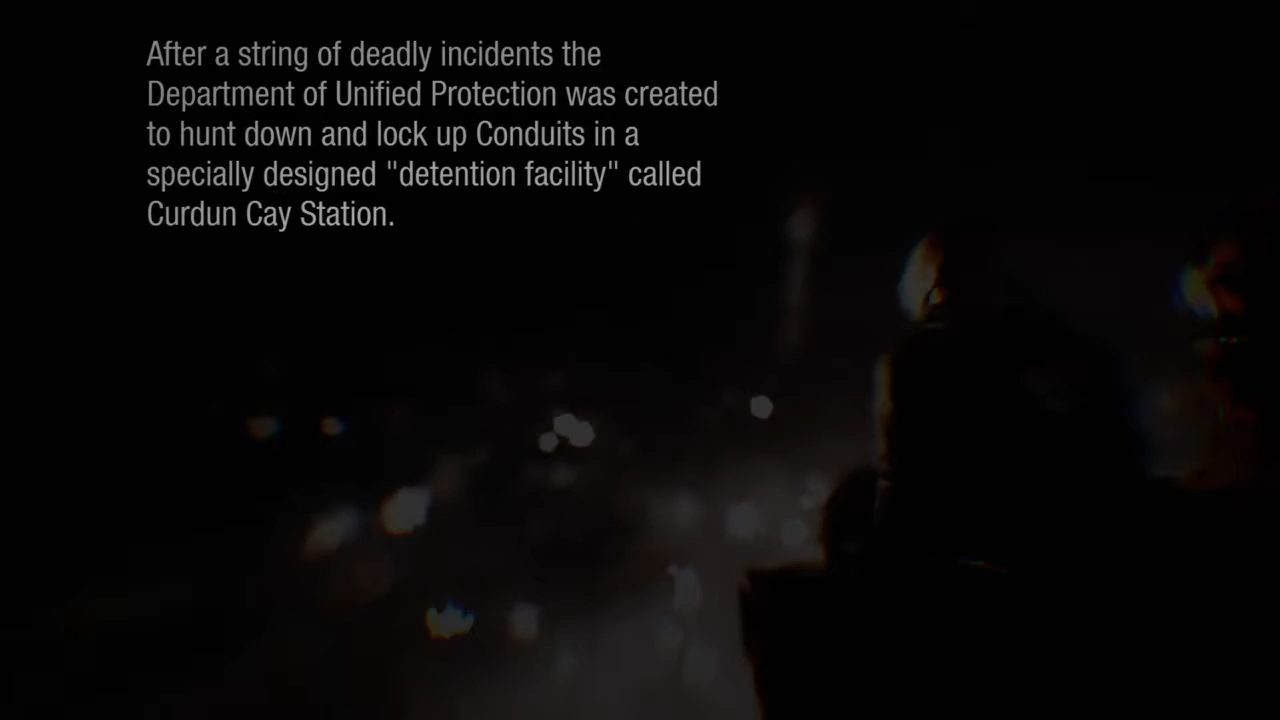 After a string of deadly incidents the
Department of Unified Protection was created
to hunt down and lock up Conduits in a
specially designed "detention facility" called
Curdun Cay Station.